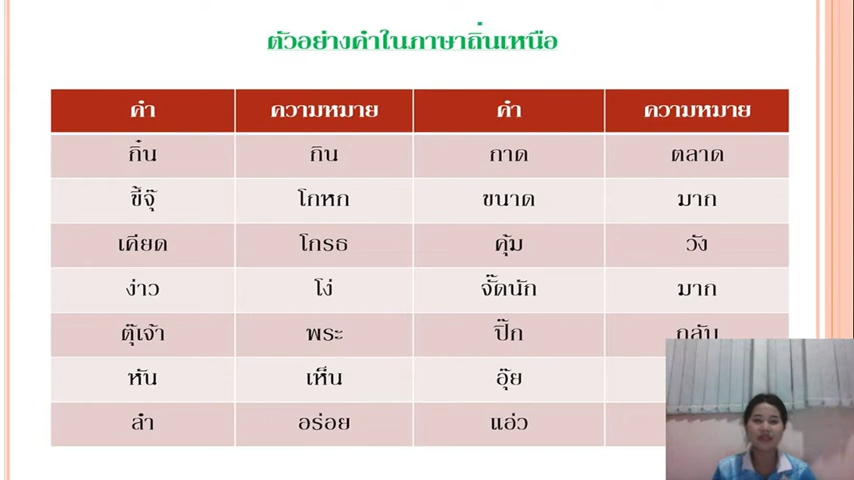 ตัวอย่างคำในภาษาถิ่นเหนือ
คำ ความหมาย คำ ความหมาย
กิ๋น กิน กาด ตลาด
ขี้จุ๊ โกหก ขนาด มาก
เคียด โกรธ คุ้ม วัง
ง่าว โง่ จั๊ดนัก มาก
ตุ๊เจ้า พระ ปิ๊ก กลับ
หัน เห็น อุ๊ย
ลำ อร่อย แอ่ว